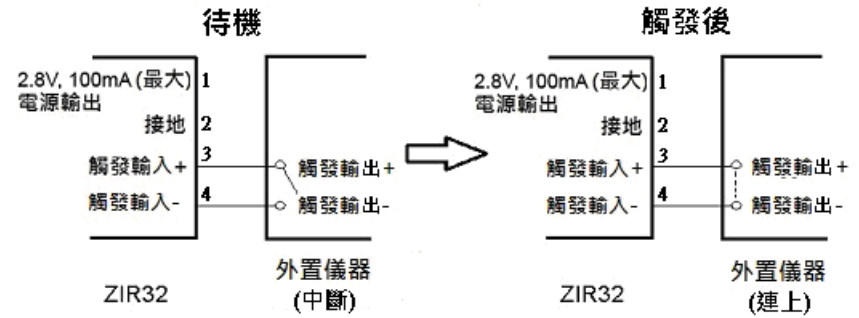 待機
2.8V, 100mA (最大) 1
電源輸出
接地 2
觸發輸入+ 3
觸發輸出+
觸發輸入- 4
觸發輸出-
ZIR32
外置儀器
(中斷)
觸發後
2.8V, 100mA (最大) 1
電源輸出
接地 2
觸發輸入+ 3
觸發輸出+
觸發輸入- 4
觸發輸出-
ZIR32
外置儀器
(連上)